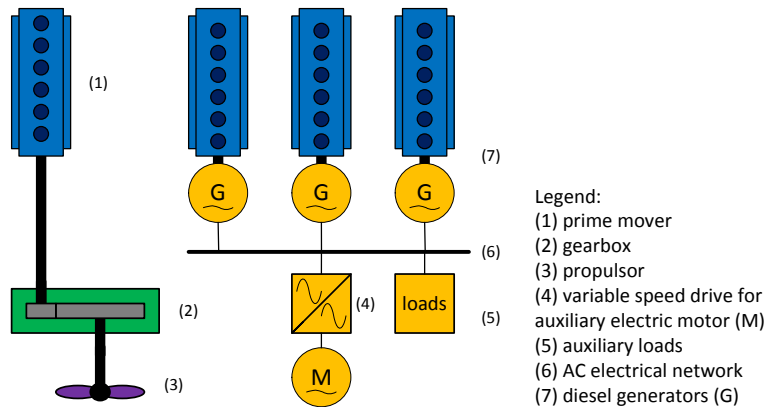 (1)
(7)
G
G
G
(6)
(2)
(4)
loads
(5)
M
(3)
Legend:
(1) prime mover
(2) gearbox
(3) propulsor
(4) variable speed drive for
auxiliary electric motor (M)
(5) auxiliary loads
(6) AC electrical network
(7) diesel generators (G)